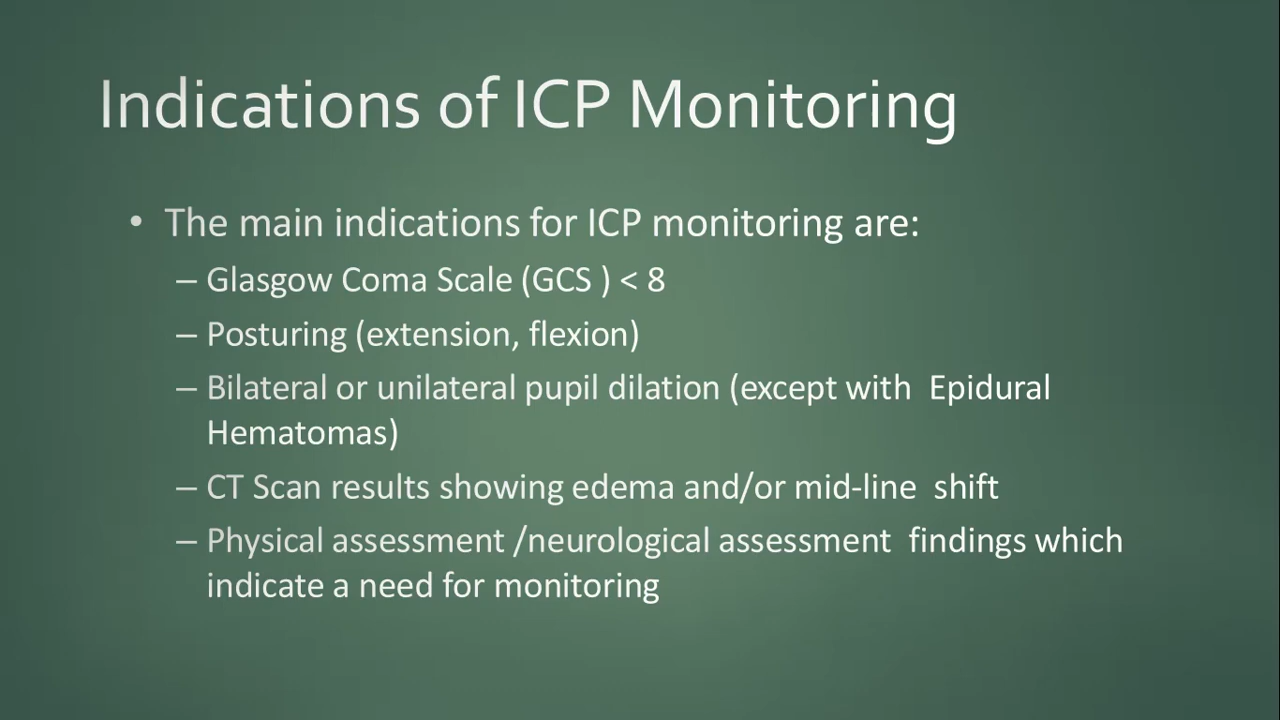 Indications of ICP Monitoring
• The main indications for ICP monitoring are:
– Glasgow Coma Scale (GCS ) < 8
– Posturing (extension, flexion)
– Bilateral or unilateral pupil dilation (except with  Epidural
Hematomas)
– CT Scan results showing edema and/or mid-line  shift
– Physical assessment /neurological assessment  findings which
indicate a need for monitoring